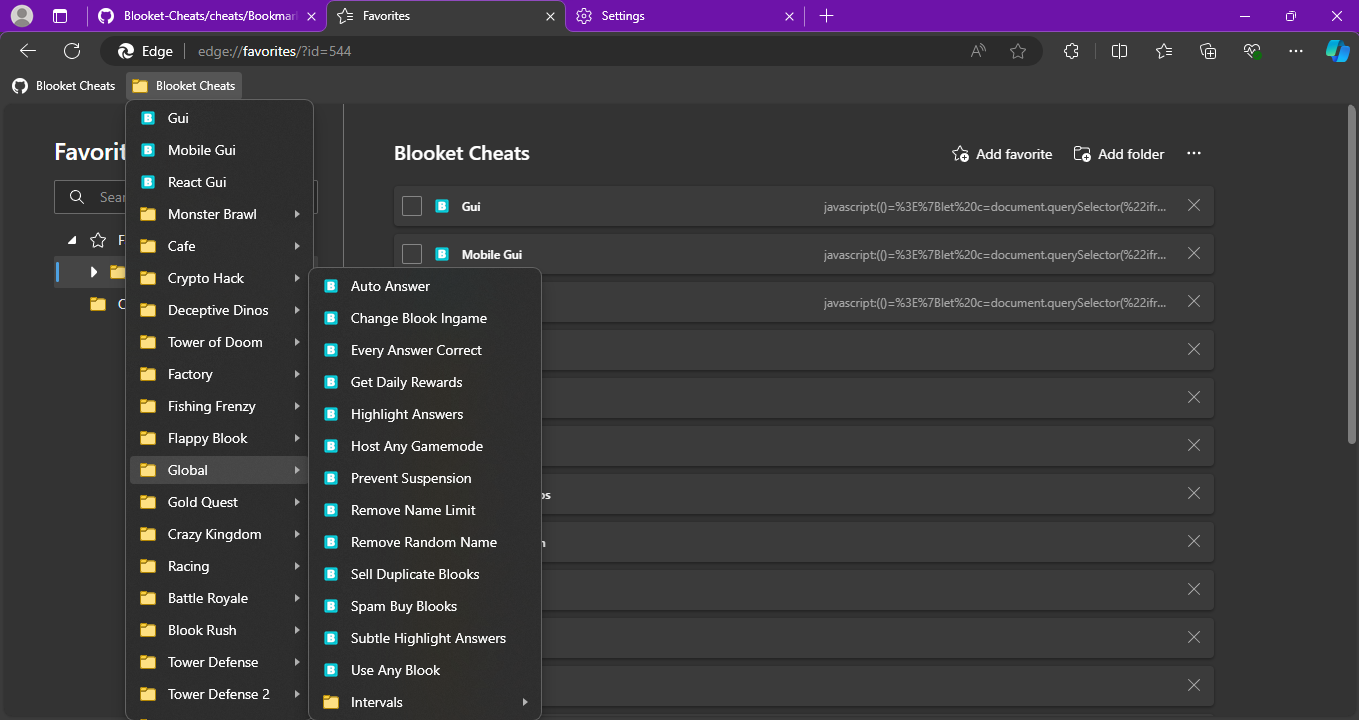 Blooket-Cheats/cheats/Bookmar
Favorites
Settings
Edge
edge://favorites/?id=544
Blooket Cheats
Blooket Cheats
Favorit
Sear
F
C
Gui
Mobile Gui
React Gui
Monster Brawl
Cafe
Crypto Hack
Deceptive Dinos
Tower of Doom
Factory
Fishing Frenzy
Flappy Blook
Global
Gold Quest
Crazy Kingdom
Racing
Battle Royale
Blook Rush
Tower Defense
Tower Defense 2
Auto Answer
Change Blook Ingame
Every Answer Correct
Get Daily Rewards
Highlight Answers
Host Any Gamemode
Prevent Suspension
Remove Name Limit
Remove Random Name
Sell Duplicate Blooks
Spam Buy Blooks
Subtle Highlight Answers
Use Any Blook
Intervals
Blooket Cheats
Add favorite
Add folder
Gui
javascript:(()=%3E%7Blet%20c=document.querySelector(%22ifr...
Mobile Gui
javascript:(()=%3E%7Blet%20c=document.querySelector(%22ifr...
javascript:(()=%3E%7Blet%20c=document.querySelector(%22ifr...
os